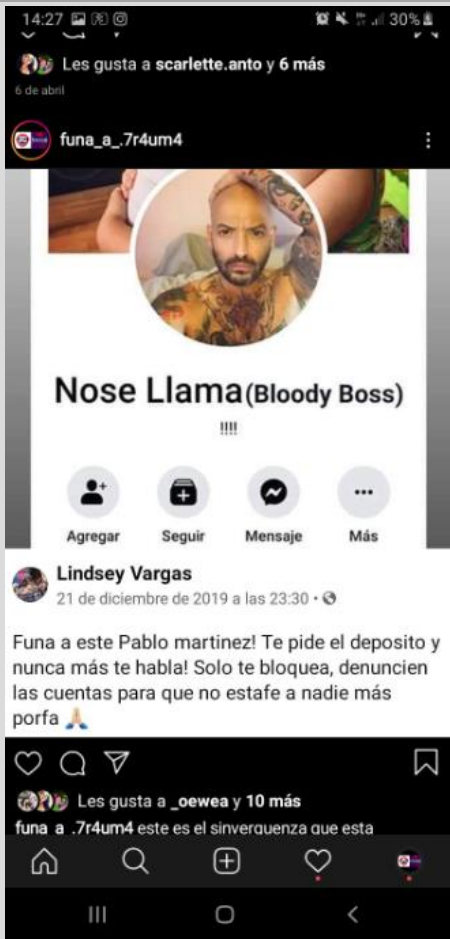 14:27 30%
Les gusta a scarlette.anto y 6 más
6 de abril
funa_a_.7r4um4
Nose Llama(Bloody Boss)
!!!!
Agregar Seguir Mensaje Más
Lindsey Vargas
21 de diciembre de 2019 a las 23:30 •
Funa a este Pablo martinez! Te pide el deposito y
nunca más te habla! Solo te bloquea, denuncien
las cuentas para que no estafe a nadie más
porfa 🙏🏻
Les gusta a _oewea y 10 más
funa_a_.7r4um4 este es el sinverguenza que esta